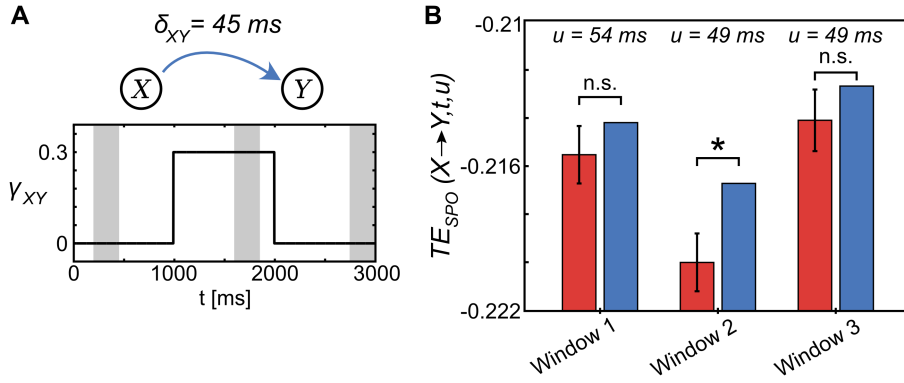 A
δXY = 45 ms
X
Y
γXY
0.3
0
0
1000
2000
3000
t [ms]
B
TESPO (X→Y,t,u)
-0.21
-0.216
-0.222
u = 54 ms
u = 49 ms
u = 49 ms
n.s.
*
n.s.
Window 1
Window 2
Window 3